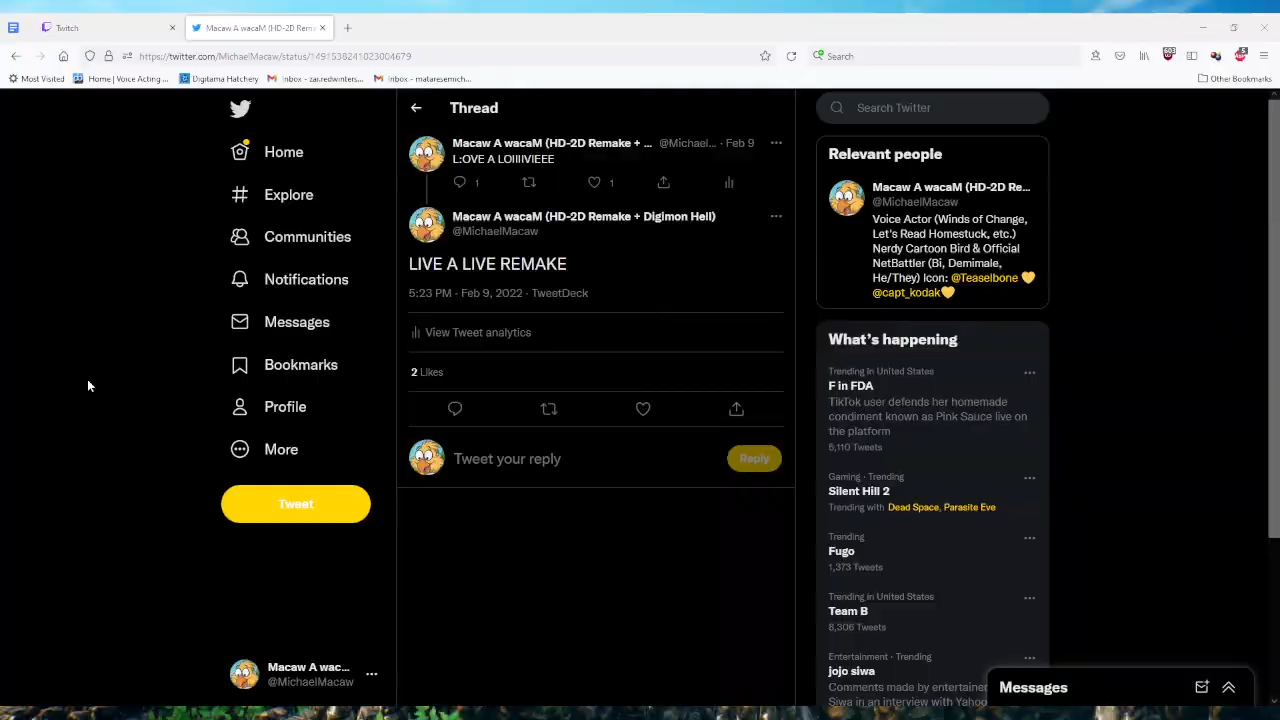 Twitch
Macaw A wacaM (HD-2D Rema
https://twitter.com/MichaelMacaw/status/1491538241023004679
Search
Most Visited
Home | Voice Acting ...
Digitama Hatchery
Inbox - zai.redwinters...
Inbox - mataresemich...
Other Bookmarks
Home
Explore
Communities
Notifications
Messages
Bookmarks
Profile
More
Tweet
Macaw A wac...
@MichaelMacaw
Thread
Macaw A wacaM (HD-2D Remake + ... @Michael... · Feb 9
L:OVE A LOIIIVIEEE
1
1
Macaw A wacaM (HD-2D Remake + Digimon Hell)
@MichaelMacaw
LIVE A LIVE REMAKE
5:23 PM · Feb 9, 2022 · TweetDeck
View Tweet analytics
2 Likes
Tweet your reply
Reply
Search Twitter
Relevant people
Macaw A wacaM (HD-2D Re...
@MichaelMacaw
Voice Actor (Winds of Change,
Let's Read Homestuck, etc.)
Nerdy Cartoon Bird & Official
NetBattler (Bi, Demimale,
He/They) Icon: @Teaselbone 💛
@capt_kodak💛
What's happening
Trending in United States
F in FDA
TikTok user defends her homemade
condiment known as Pink Sauce live on
the platform
5,110 Tweets
Gaming · Trending
Silent Hill 2
Trending with Dead Space, Parasite Eve
Trending
Fugo
1,373 Tweets
Trending in United States
Team B
8,306 Tweets
Entertainment · Trending
jojo siwa
Comments made by entertainer
Siwa in an interview with Yahoo
Messages